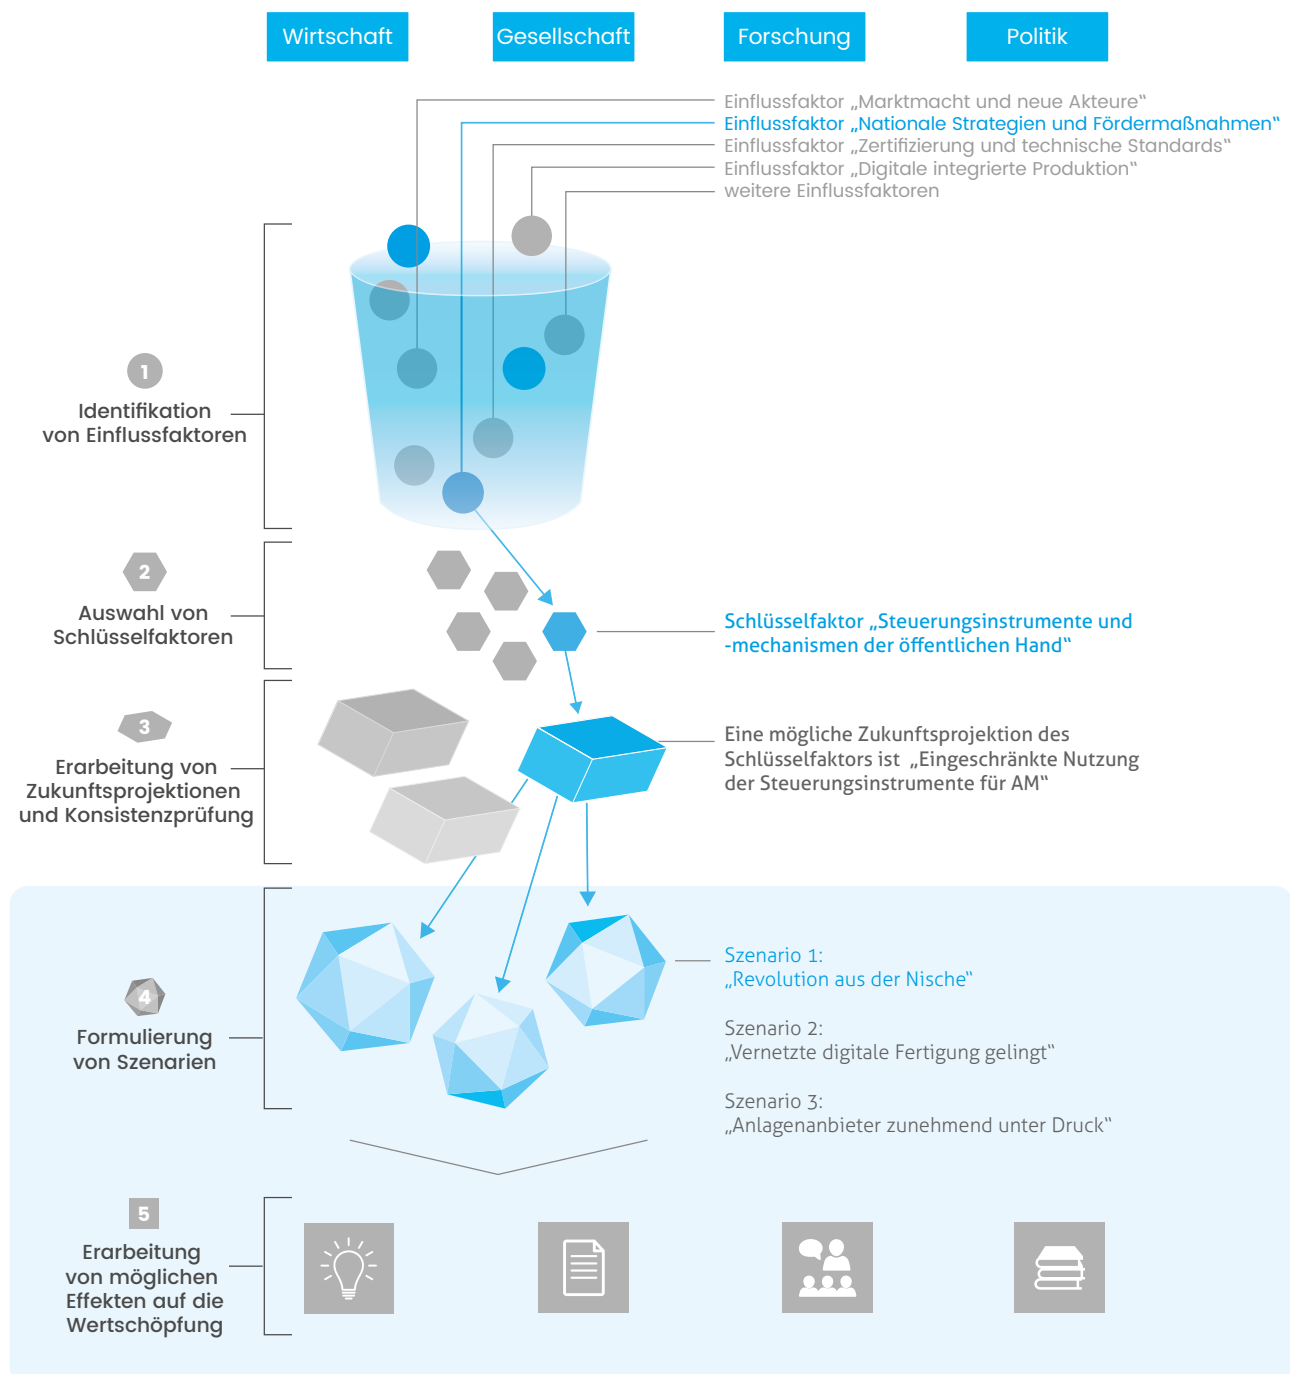 Wirtschaft
Gesellschaft
Forschung
Politik
Einflussfaktor „Marktmacht und neue Akteure“
Einflussfaktor „Nationale Strategien und Fördermaßnahmen“
Einflussfaktor „Zertifizierung und technische Standards“
Einflussfaktor „Digitale integrierte Produktion“
weitere Einflussfaktoren
1
Identifikation
von Einflussfaktoren
2
Auswahl von
Schlüsselfaktoren
Schlüsselfaktor „Steuerungsinstrumente und
-mechanismen der öffentlichen Hand“
3
Erarbeitung von
Zukunftsprojektionen
und Konsistenzprüfung
Eine mögliche Zukunftsprojektion des
Schlüsselfaktors ist „Eingeschränkte Nutzung
der Steuerungsinstrumente für AM“
4
Formulierung
von Szenarien
Szenario 1:
„Revolution aus der Nische“
Szenario 2:
„Vernetzte digitale Fertigung gelingt“
Szenario 3:
„Anlagenanbieter zunehmend unter Druck“
5
Erarbeitung
von möglichen
Effekten auf die
Wertschöpfung